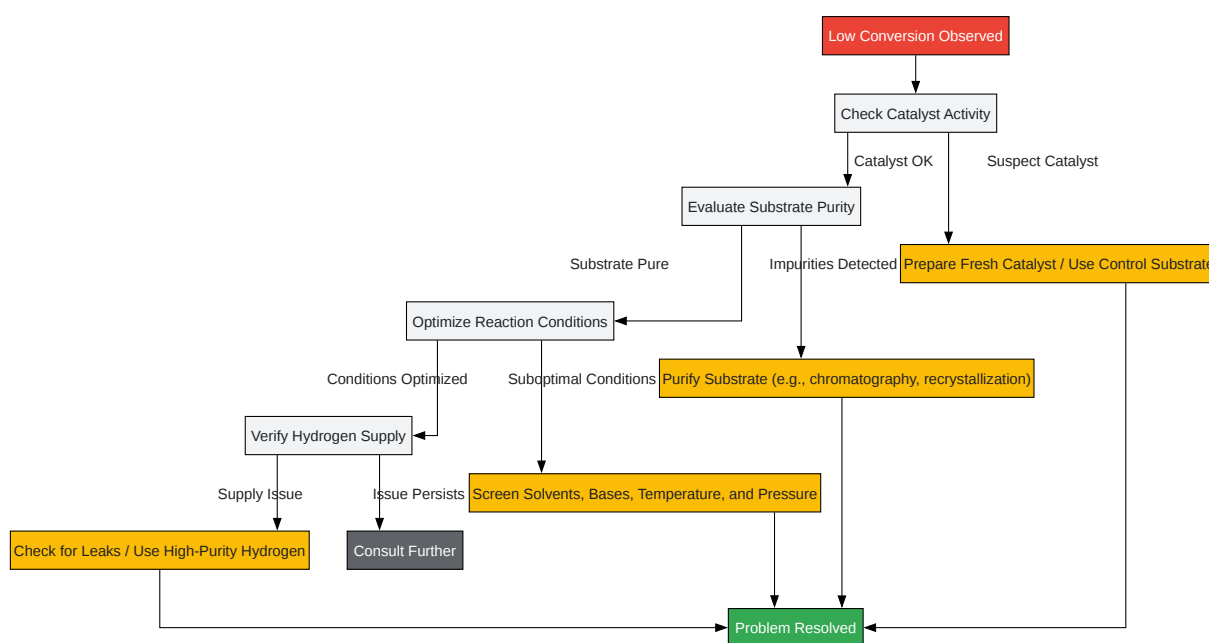 Low Conversion Observed
Check Catalyst Activity
Catalyst OK
Suspect Catalyst
Evaluate Substrate Purity
Substrate Pure
Impurities Detected
Prepare Fresh Catalyst / Use Control Substrate
Optimize Reaction Conditions
Conditions Optimized
Suboptimal Conditions
Purify Substrate (e.g., chromatography, recrystallization)
Verify Hydrogen Supply
Supply Issue
Issue Persists
Screen Solvents, Bases, Temperature, and Pressure
Check for Leaks / Use High-Purity Hydrogen
Consult Further
Problem Resolved